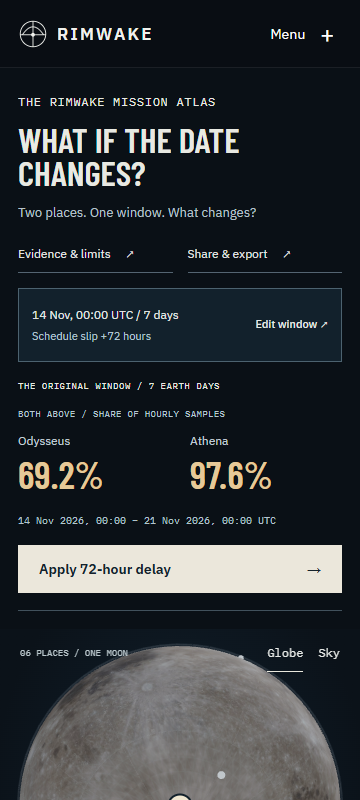 RIMWAKE
Menu +
THE RIMWAKE MISSION ATLAS
WHAT IF THE DATE
CHANGES?
Two places. One window. What changes?
Evidence & limits ↗
Share & export ↗
14 Nov, 00:00 UTC / 7 days
Schedule slip +72 hours
Edit window ↗
THE ORIGINAL WINDOW / 7 EARTH DAYS
BOTH ABOVE / SHARE OF HOURLY SAMPLES
Odysseus
69.2%
Athena
97.6%
14 Nov 2026, 00:00 – 21 Nov 2026, 00:00 UTC
Apply 72-hour delay →
06 PLACES / ONE MOON
Globe Sky